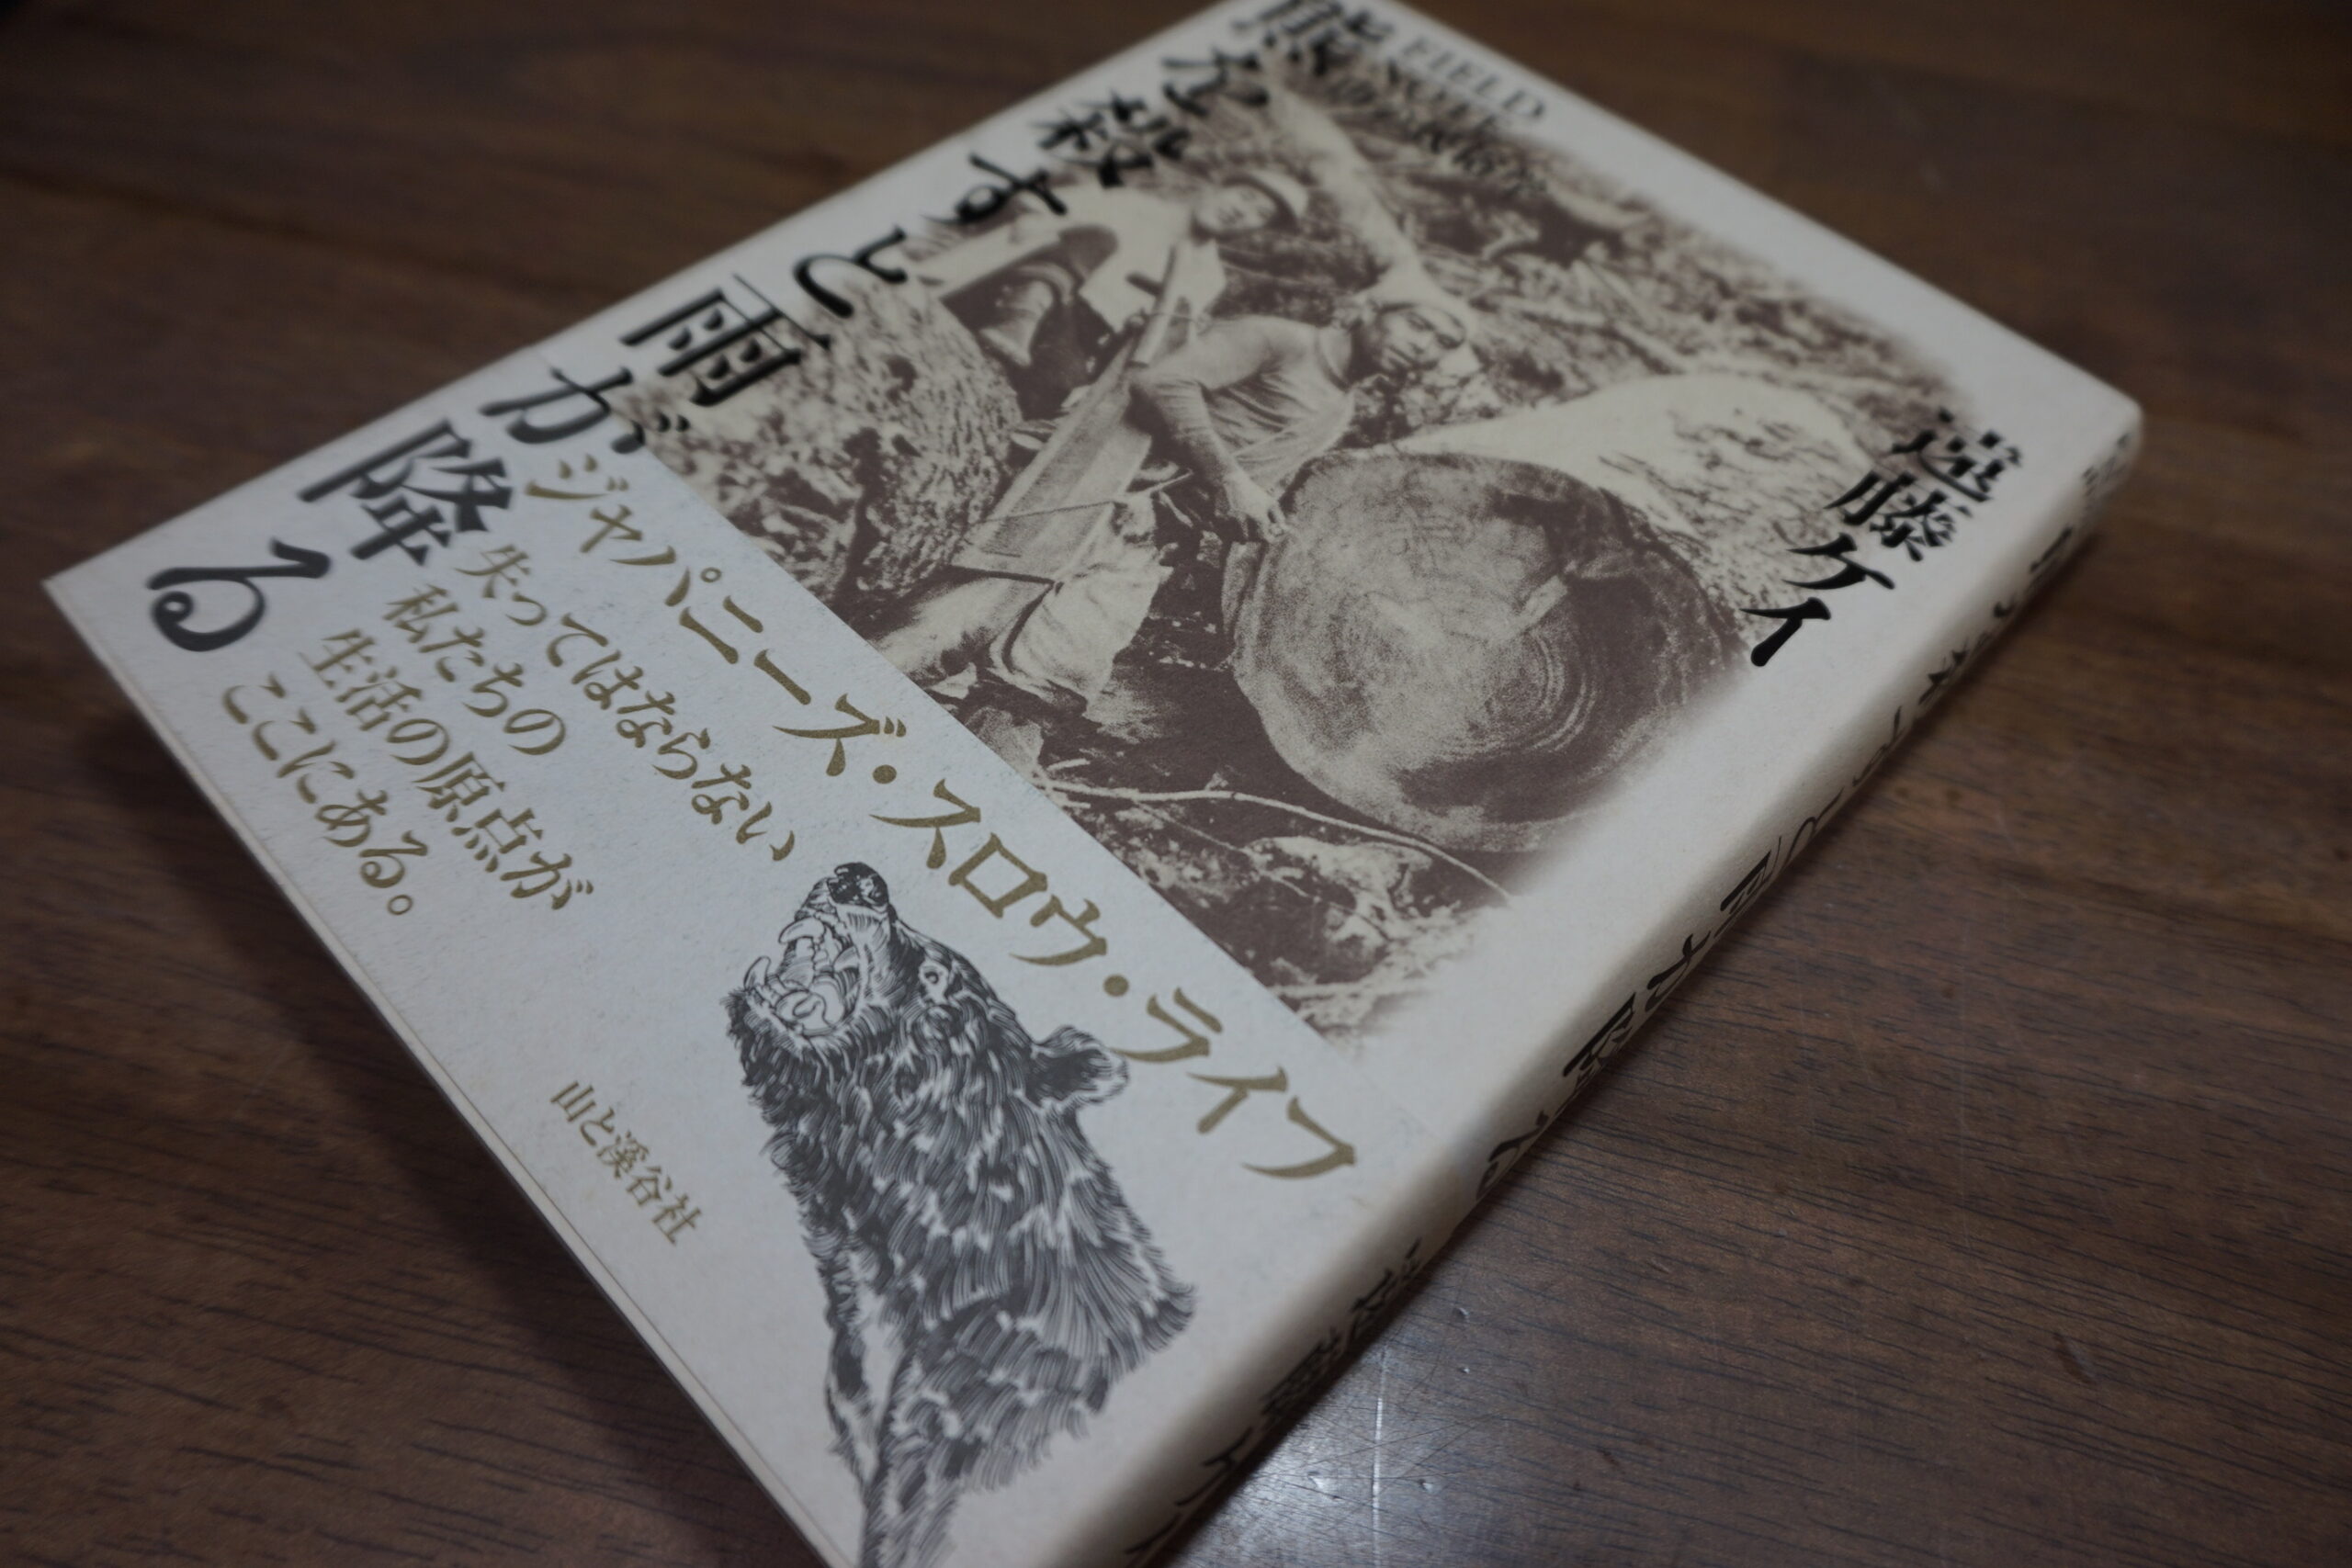 熊を殺すと雨が降る
FIELD
NOTE
遠藤ケイ
ジャパニーズ・スロウ・ライフ
失ってはならない
私たちの
生活の原点が
ここにある。
山と溪谷社